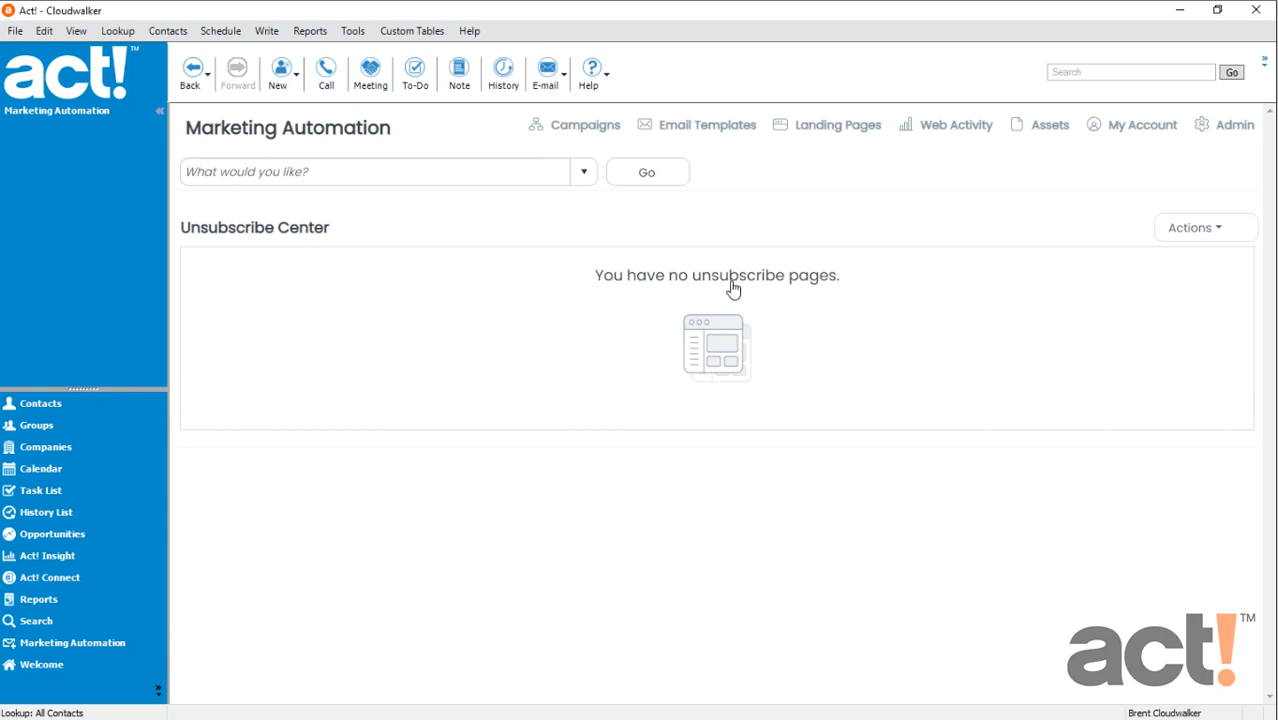 Act! - Cloudwalker
File Edit View Lookup Contacts Schedule Write Reports Tools Custom Tables Help
act!™
Marketing Automation
Back Forward New Call Meeting To-Do Note History E-mail Help
Search Go
Marketing Automation
Campaigns Email Templates Landing Pages Web Activity Assets My Account Admin
What would you like? Go
Unsubscribe Center
Actions
You have no unsubscribe pages.
Contacts
Groups
Companies
Calendar
Task List
History List
Opportunities
Act! Insight
Act! Connect
Reports
Search
Marketing Automation
Welcome
act!™
Lookup: All Contacts
Brent Cloudwalker